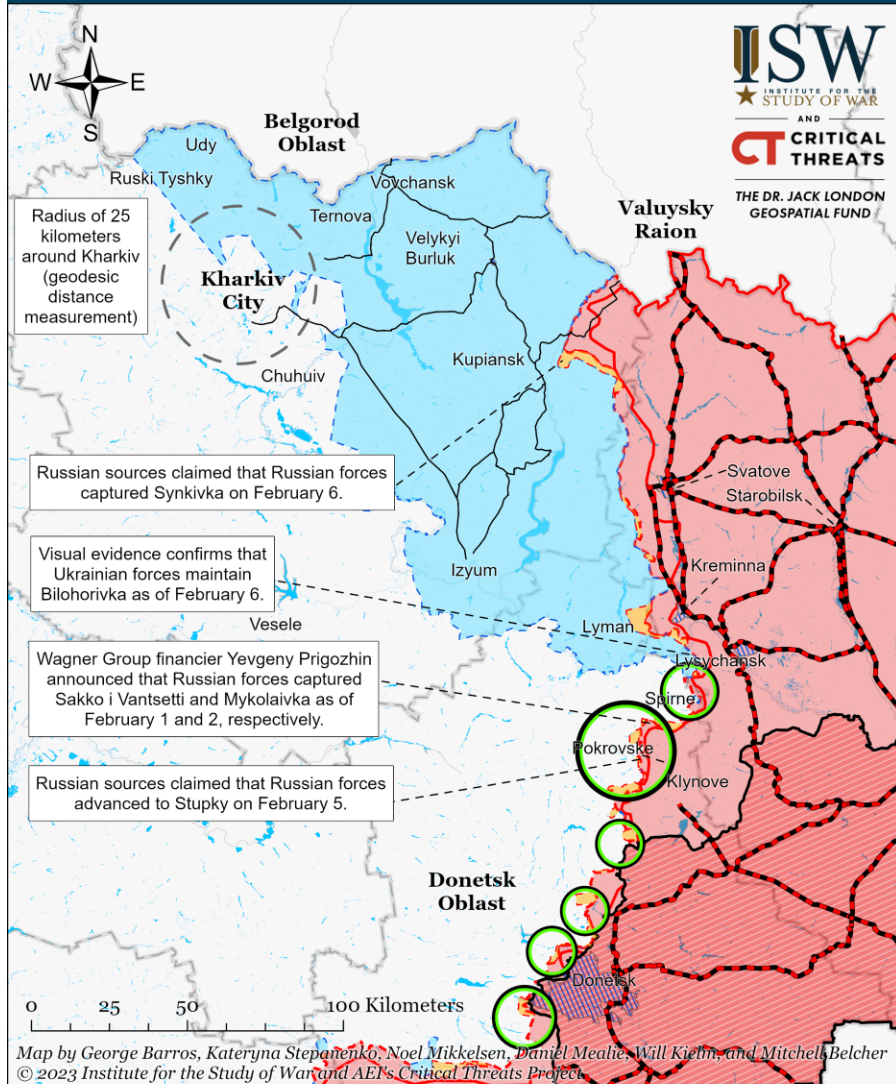 N
W E
S
ISW
INSTITUTE FOR THE
STUDY OF WAR
AND
CT CRITICAL
THREATS
THE DR. JACK LONDON
GEOSPATIAL FUND
Belgorod
Oblast
Udy
Ruski Tyshky
Vovchansk
Ternova
Valuysky
Raion
Radius of 25
kilometers
around Kharkiv
(geodesic
distance
measurement)
Velykyi
Burluk
Kharkiv
City
Chuhuiv
Kupiansk
Russian sources claimed that Russian forces
captured Synkivka on February 6.
Svatove
Starobilsk
Visual evidence confirms that
Ukrainian forces maintain
Bilohorivka as of February 6.
Izyum
Kreminna
Vesele
Lyman
Lysychansk
Wagner Group financier Yevgeny Prigozhin
announced that Russian forces captured
Sakko i Vantsetti and Mykolaivka as of
February 1 and 2, respectively.
Spirne
Pokrovske
Klynove
Russian sources claimed that Russian forces
advanced to Stupky on February 5.
Donetsk
Oblast
Donetsk
0 25 50 100 Kilometers
Map by George Barros, Kateryna Stepanenko, Noel Mikkelsen, Daniel Mealie, Will Kielm, and Mitchell Belcher
© 2023 Institute for the Study of War and AEI's Critical Threats Project